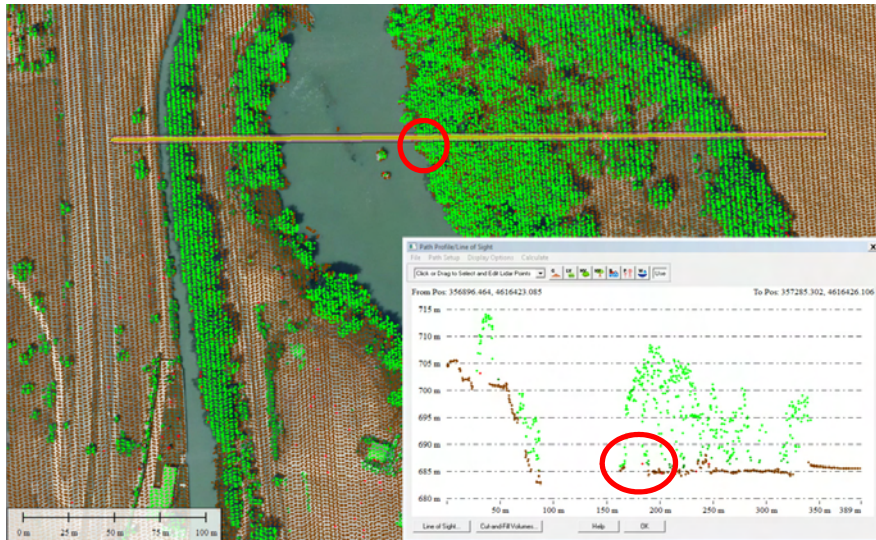 Path Profile/Line of Sight
File Path Setup Display Options Calculate
Click or Drag to Select and Edit Lidar Points
Use
From Pos: 356896.464, 4616423.085 To Pos: 357285.302, 4616426.106
715 m
710 m
705 m
700 m
695 m
690 m
685 m
680 m
50 m 100 m 150 m 200 m 250 m 300 m 350 m 389 m
Line of Sight... Cut-and-Fill Volumes... Help OK
0 m 25 m 50 m 75 m 100 m